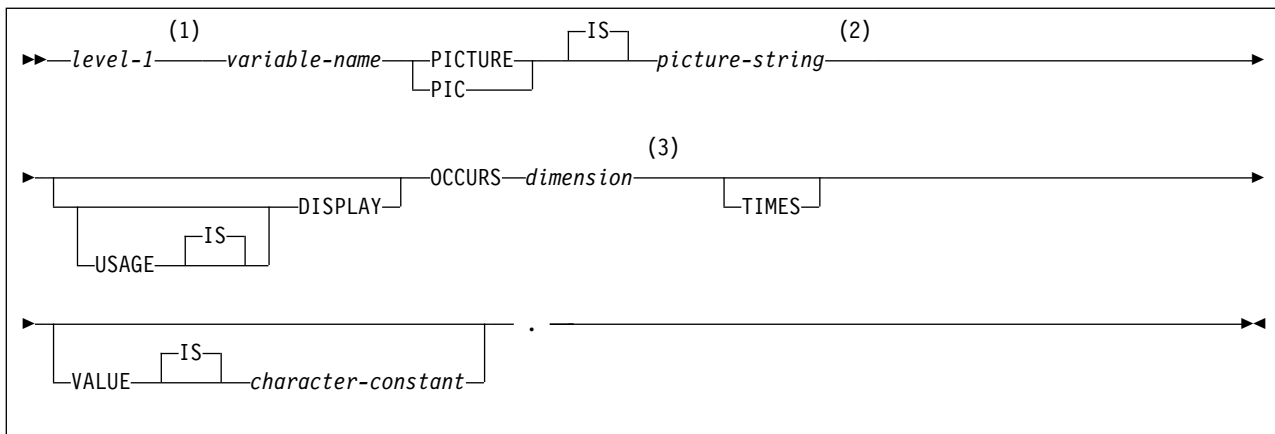 (1) IS (2)
level-1 variable-name PICTURE picture-string
PIC
(3)
OCCURS dimension
DISPLAY TIMES
IS
USAGE
.
IS
VALUE character-constant